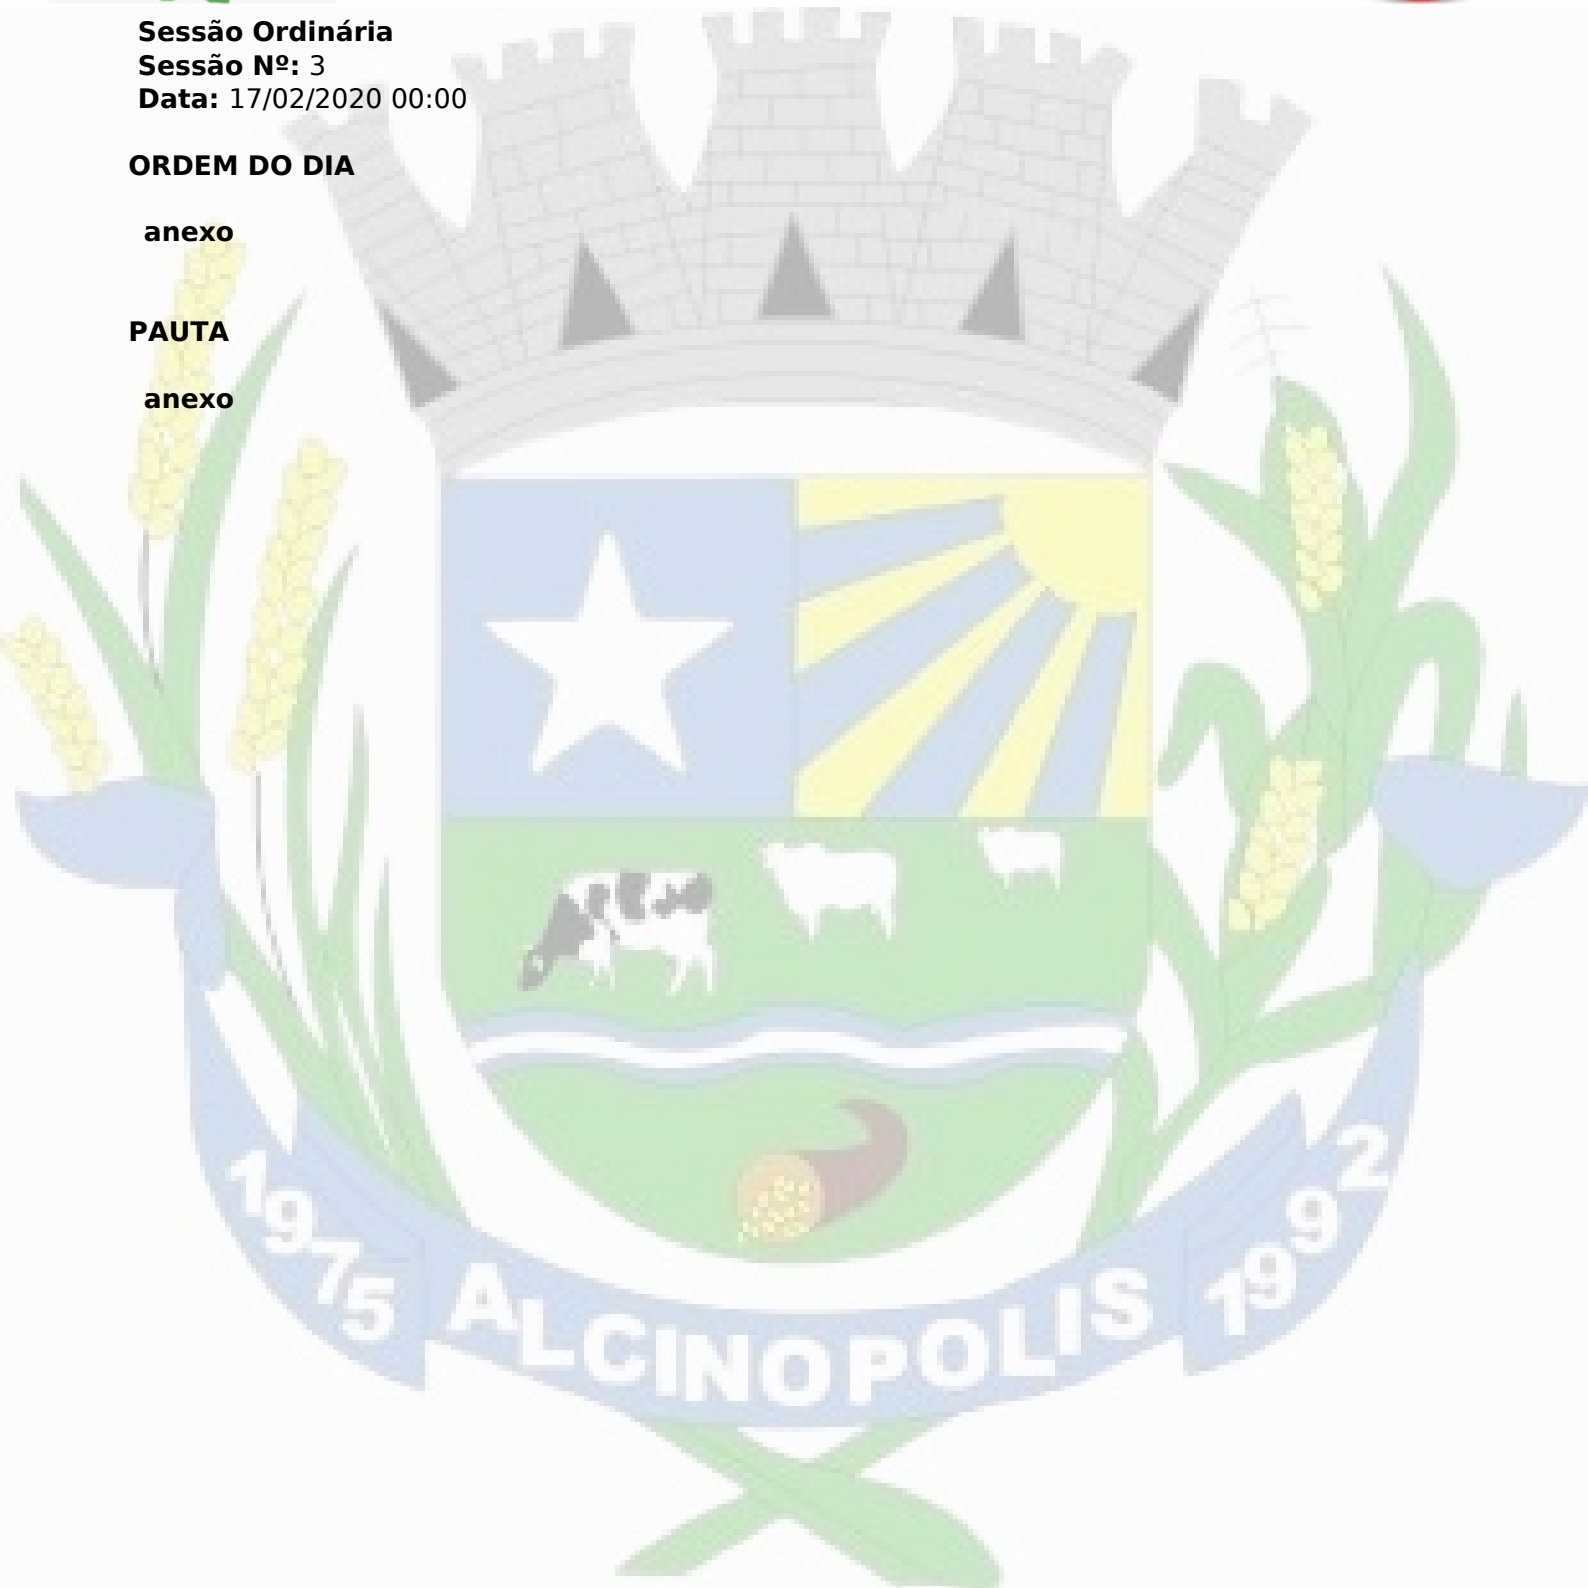 Sessão Ordinária
Sessão Nº: 3
Data: 17/02/2020 00:00
ORDEM DO DIA
anexo
PAUTA
anexo
1975 ALCINOPOLIS 1992